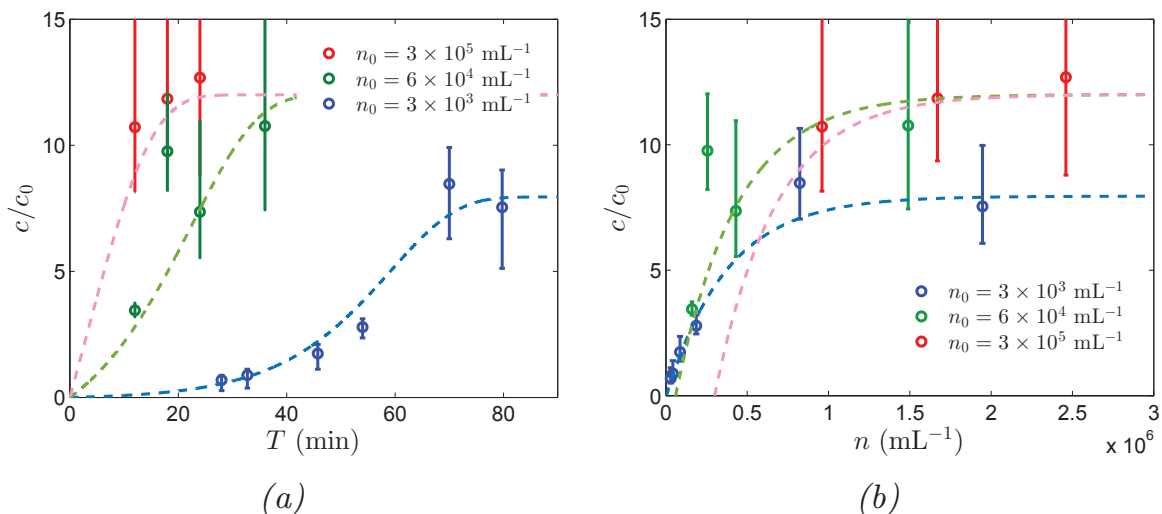 15
10
5
0
c/c₀
n₀ = 3 × 10⁵ mL⁻¹
n₀ = 6 × 10⁴ mL⁻¹
n₀ = 3 × 10³ mL⁻¹
0 20 40 60 80
T (min)
(a)
15
10
5
0
c/c₀
n₀ = 3 × 10³ mL⁻¹
n₀ = 6 × 10⁴ mL⁻¹
n₀ = 3 × 10⁵ mL⁻¹
0 0.5 1 1.5 2 2.5 3
n (mL⁻¹)
x 10⁶
(b)